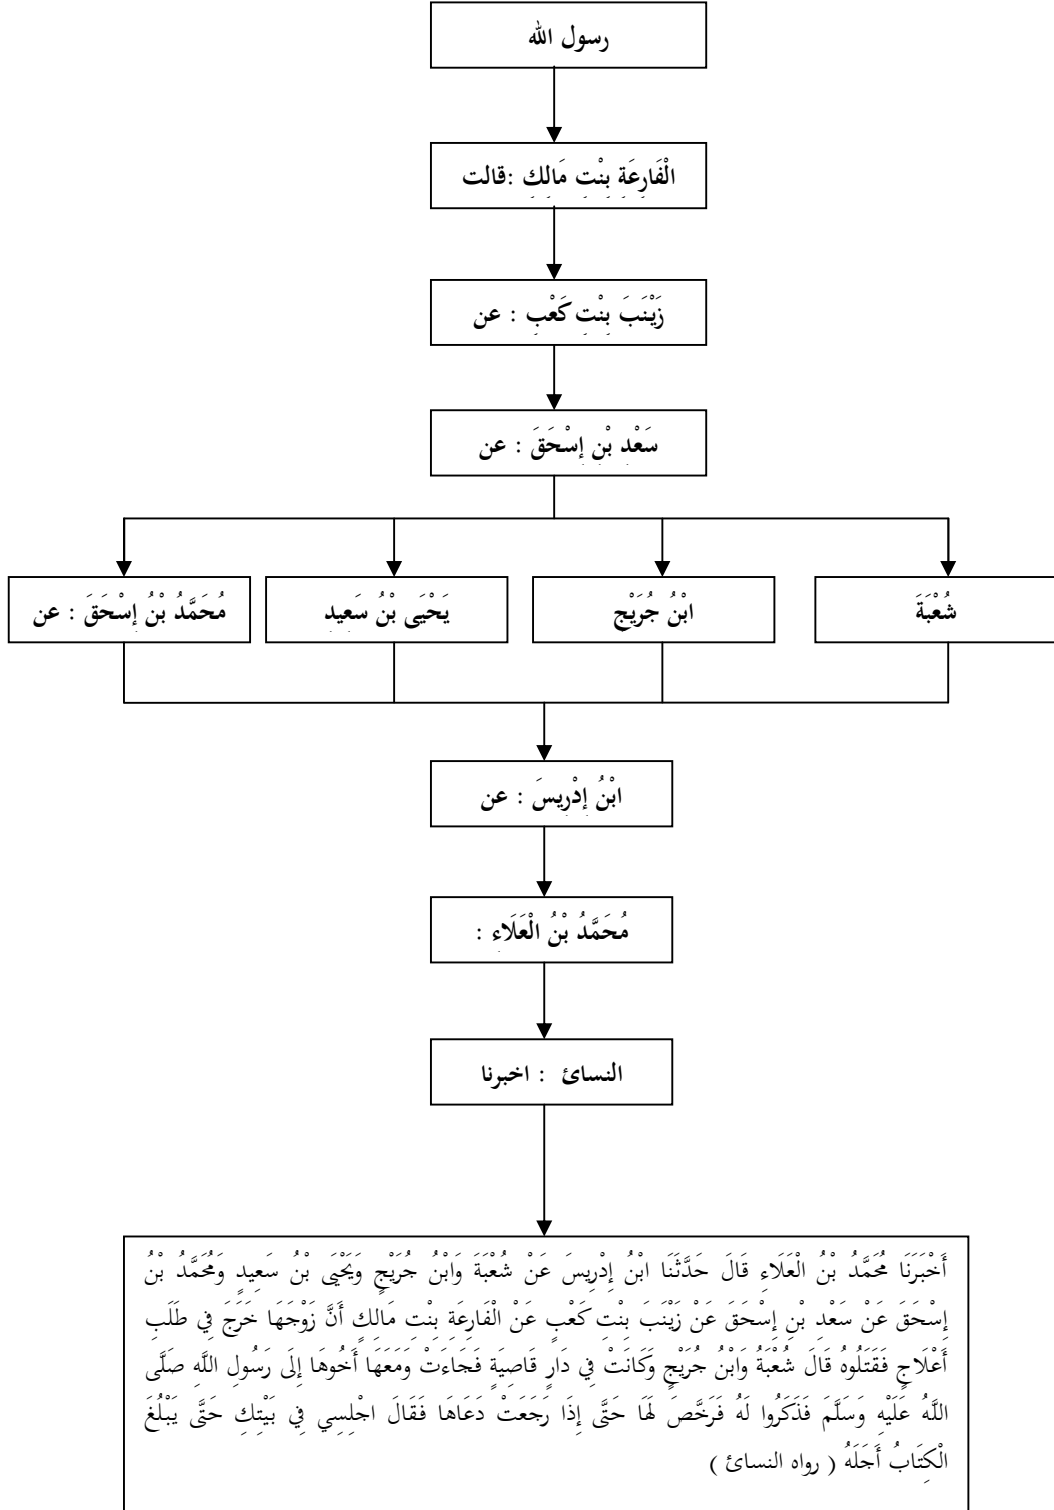 رسول الله
الْفَارِعَةِ بِنْتِ مَالِكٍ :قالت
زَيْنَبَ بِنْتِ كَعْبٍ : عن
سَعْدِ بْنِ إِسْحَقَ : عن
شُعْبَةَ
ابْنُ جُرَيْجٍ
يَحْيَى بْنُ سَعِيدٍ
مُحَمَّدُ بْنُ إِسْحَقَ : عن
ابْنُ إِدْرِيسَ : عن
مُحَمَّدُ بْنُ الْعَلَاءِ :
النسائ : اخبرنا
أَخْبَرَنَا مُحَمَّدُ بْنُ الْعَلَاءِ قَالَ حَدَّثَنَا ابْنُ إِدْرِيسَ عَنْ شُعْبَةَ وَابْنُ جُرَيْجٍ وَيَحْيَى بْنُ سَعِيدٍ وَمُحَمَّدُ بْنُ
إِسْحَقَ عَنْ سَعْدِ بْنِ إِسْحَقَ عَنْ زَيْنَبَ بِنْتِ كَعْبٍ عَنْ الْفَارِعَةِ بِنْتِ مَالِكٍ أَنَّ زَوْجَهَا خَرَجَ فِي طَلَبِ
أَعْلَاجٍ فَقَتَلُوهُ قَالَ شُعْبَةُ وَابْنُ جُرَيْجٍ وَكَانَتْ فِي دَارٍ قَاصِيَةٍ فَجَاءَتْ وَمَعَهَا أَخُوهَا إِلَى رَسُولِ اللَّهِ صَلَّى
اللَّهُ عَلَيْهِ وَسَلَّمَ فَذَكَرُوا لَهُ فَرَخَّصَ لَهَا حَتَّى إِذَا رَجَعَتْ دَعَاهَا فَقَالَ اجْلِسِي فِي بَيْتِكِ حَتَّى يَبْلُغَ
الْكِتَابُ أَجَلَهُ ( رواه النسائ )